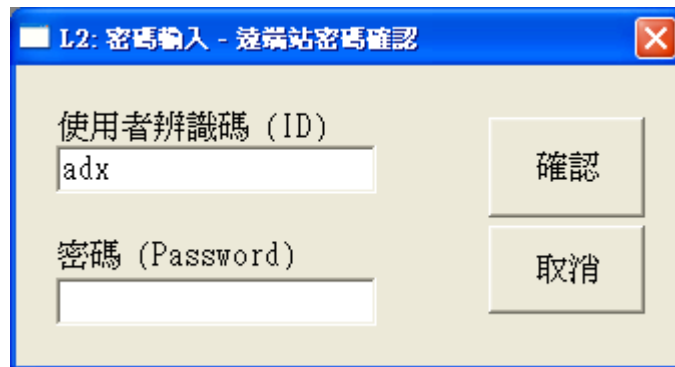 L2: 密碼輸入 - 遠端站密碼確認
使用者辨識碼 (ID)
adx
確認
密碼 (Password)
取消